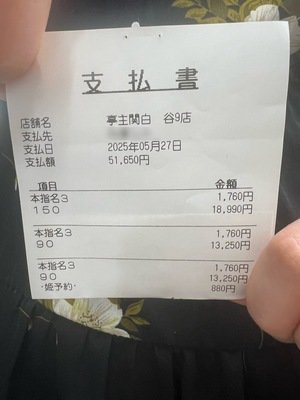 支払書
店舗名 亭主関白 谷9店
支払先
支払日 2025年05月27日
支払額 51,650円
項目 金額
本指名3 1,760円
150 18,990円
本指名3 1,760円
90 13,250円
本指名3 1,760円
90 13,250円
・姫予約 880円